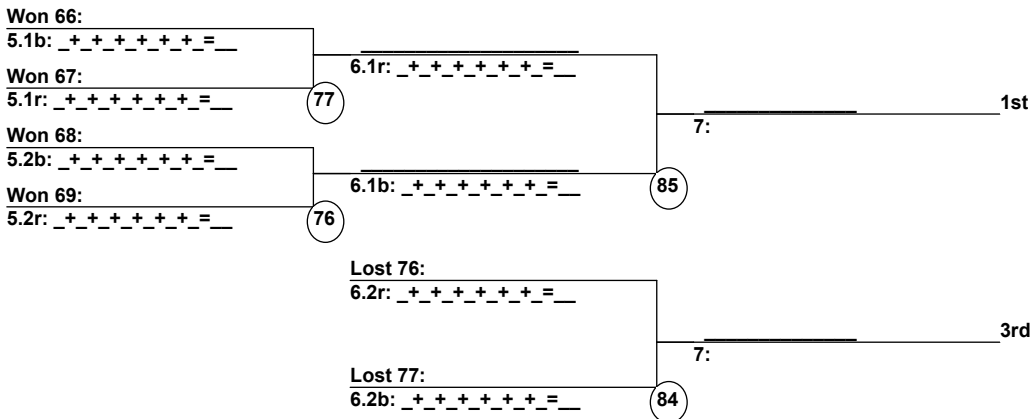 Won 66:
5.1b: _+_+_+_+_+_=__
6.1r: _+_+_+_+_+_=__
Won 67:
5.1r: _+_+_+_+_+_=__
77
1st
7:
Won 68:
5.2b: _+_+_+_+_+_=__
6.1b: _+_+_+_+_+_=__
85
Won 69:
5.2r: _+_+_+_+_+_=__
76
Lost 76:
6.2r: _+_+_+_+_+_=__
3rd
7:
Lost 77:
6.2b: _+_+_+_+_+_=__
84